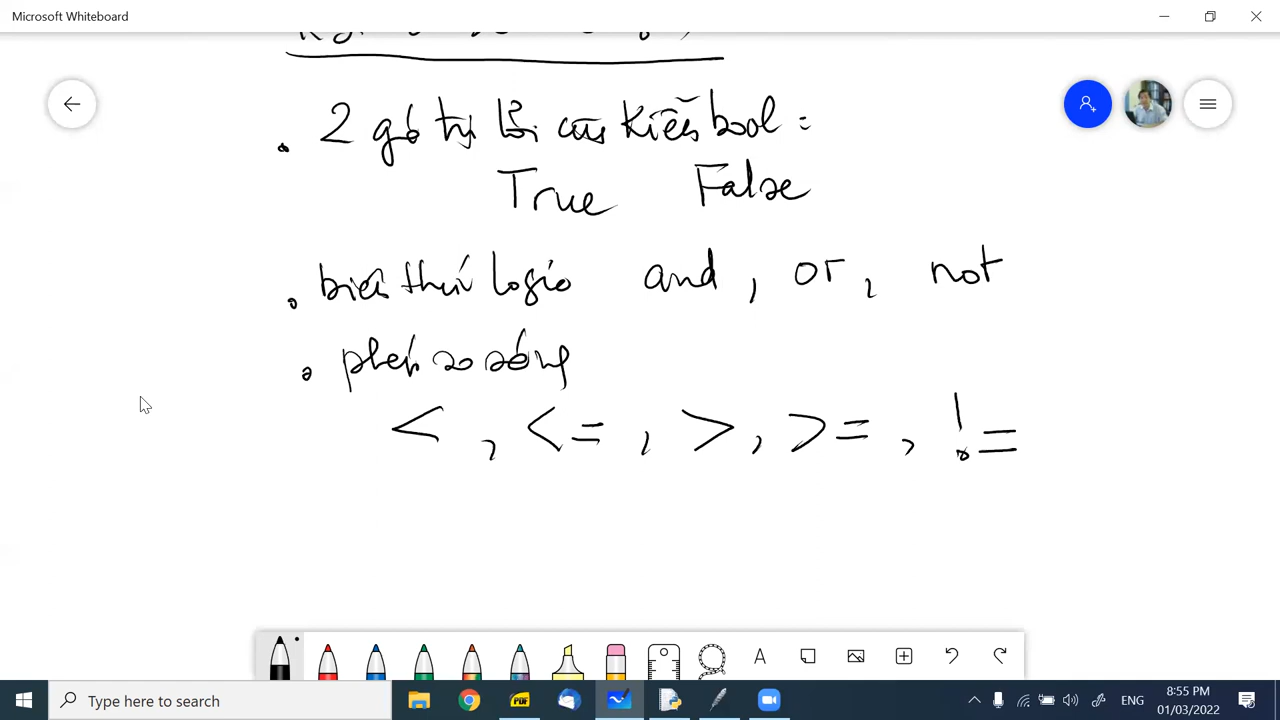 Microsoft Whiteboard
. 2 giá trị của kiểu bool :
True False
. biểu thức logic and , or , not
. phép so sánh
< , <= , > , >= , !=
A
PDF
Type here to search
ENG
8:55 PM
01/03/2022